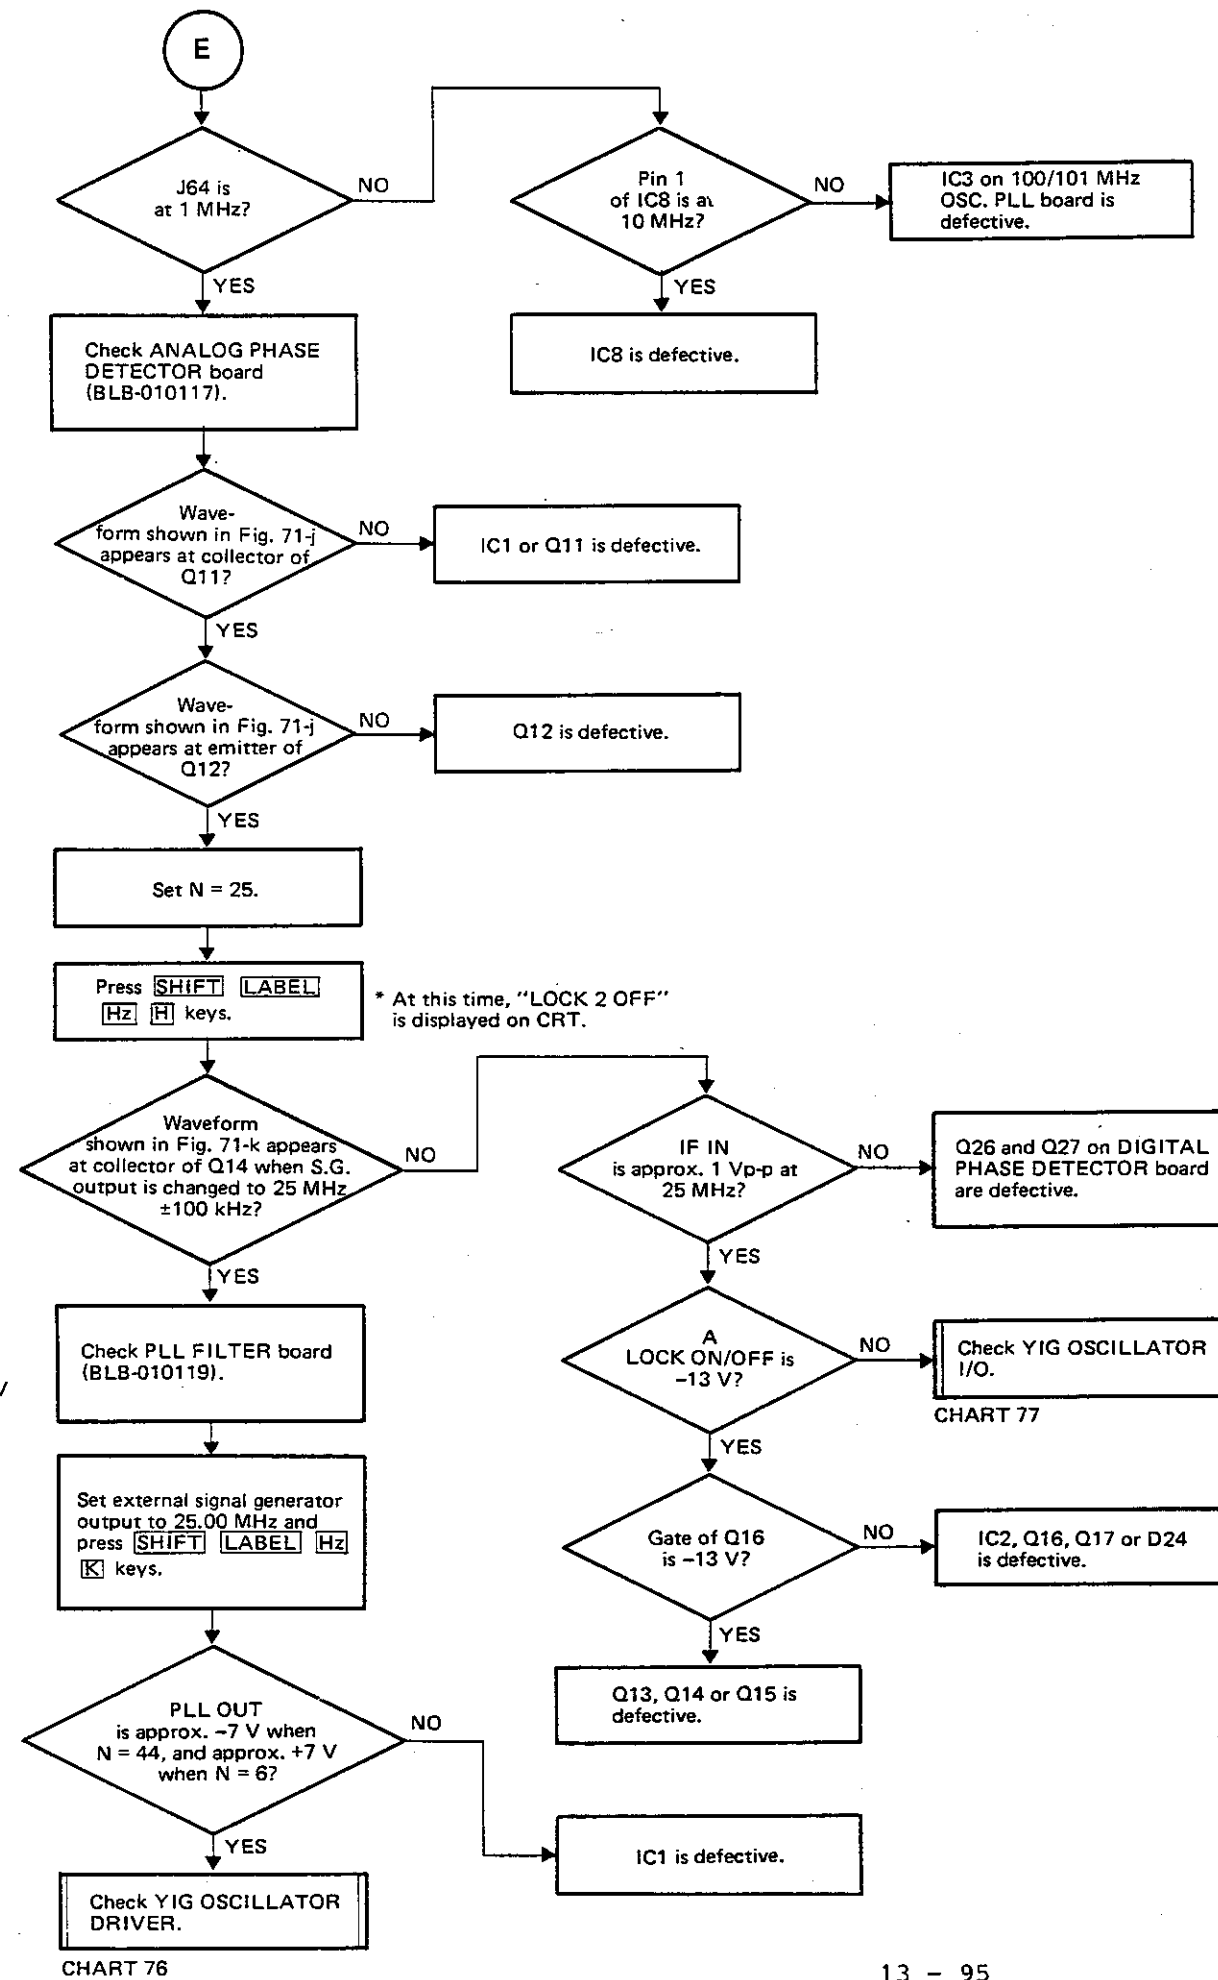 E
J64 is
at 1 MHz?
NO
YES
Pin 1
of IC8 is at
10 MHz?
NO
YES
IC3 on 100/101 MHz
OSC. PLL board is
defective.
IC8 is defective.
Check ANALOG PHASE
DETECTOR board
(BLB-010117).
Wave-
form shown in Fig. 71-j
appears at collector of
Q11?
NO
YES
IC1 or Q11 is defective.
Wave-
form shown in Fig. 71-j
appears at emitter of
Q12?
NO
YES
Q12 is defective.
Set N = 25.
Press SHIFT LABEL
Hz H keys.
* At this time, "LOCK 2 OFF"
is displayed on CRT.
Waveform
shown in Fig. 71-k appears
at collector of Q14 when S.G.
output is changed to 25 MHz
±100 kHz?
NO
YES
IF IN
is approx. 1 Vp-p at
25 MHz?
NO
YES
Q26 and Q27 on DIGITAL
PHASE DETECTOR board
are defective.
A
LOCK ON/OFF is
−13 V?
NO
YES
Check YIG OSCILLATOR
I/O.
CHART 77
Gate of Q16
is −13 V?
NO
YES
IC2, Q16, Q17 or D24
is defective.
Q13, Q14 or Q15 is
defective.
Check PLL FILTER board
(BLB-010119).
Set external signal generator
output to 25.00 MHz and
press SHIFT LABEL Hz
K keys.
PLL OUT
is approx. −7 V when
N = 44, and approx. +7 V
when N = 6?
NO
YES
IC1 is defective.
Check YIG OSCILLATOR
DRIVER.
CHART 76
13 − 95